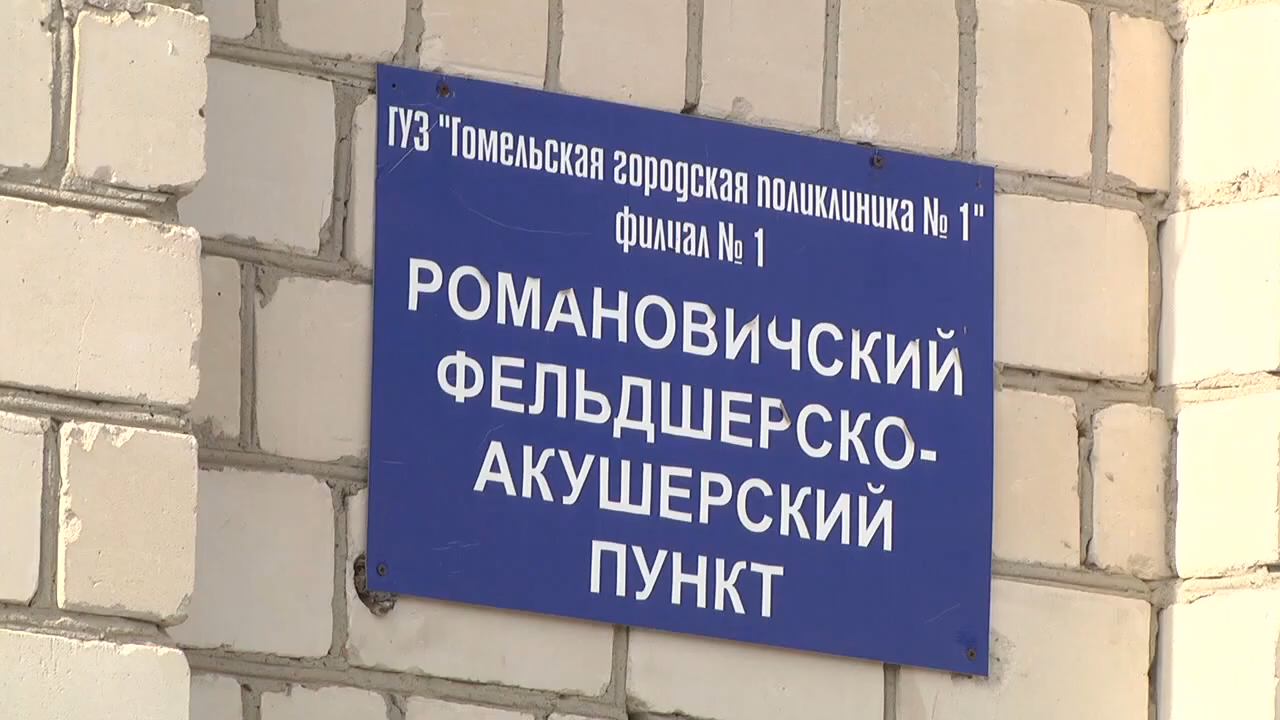 ГУЗ "Гомельская городская поликлиника № 1"
филиал № 1
РОМАНОВИЧСКИЙ
ФЕЛЬДШЕРСКО-
АКУШЕРСКИЙ
ПУНКТ